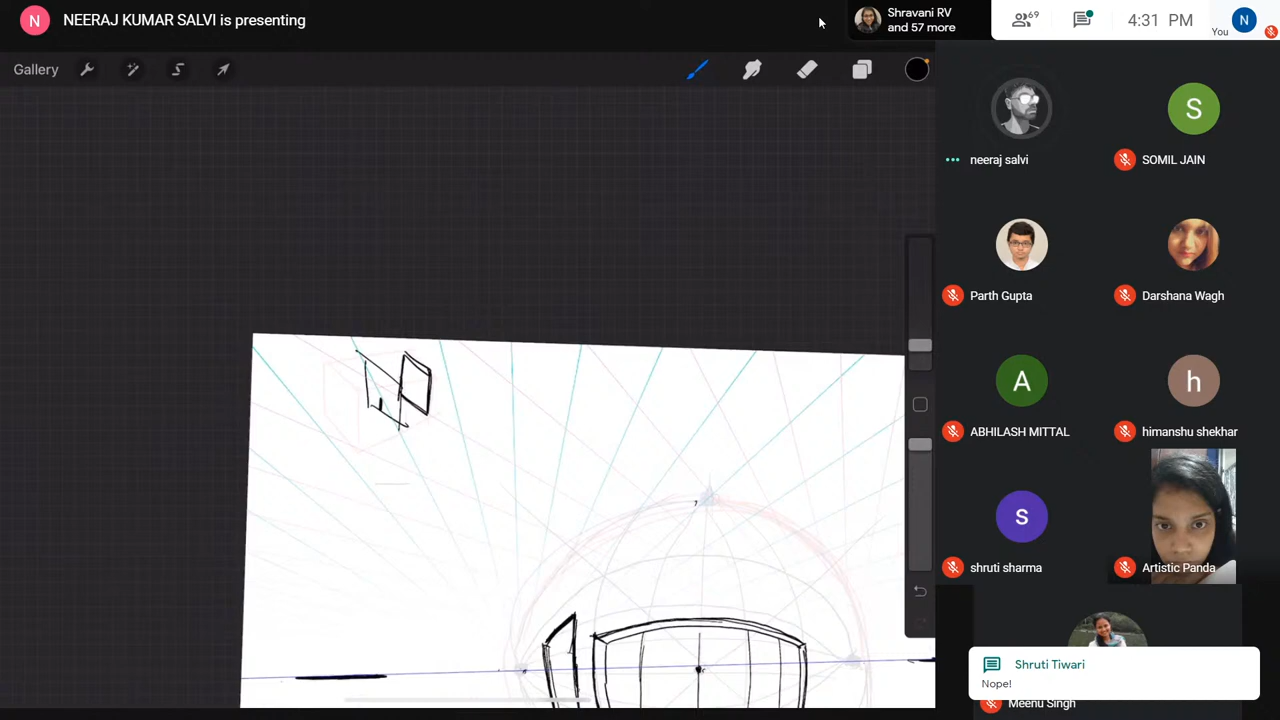 N NEERAJ KUMAR SALVI is presenting
Shravani RV
and 57 more
69
4:31 PM
You
N
Gallery
neeraj salvi
S
SOMIL JAIN
Parth Gupta
Darshana Wagh
A
ABHILASH MITTAL
h
himanshu shekhar
s
shruti sharma
Artistic Panda
Shruti Tiwari
Nope!
Meenu Singh